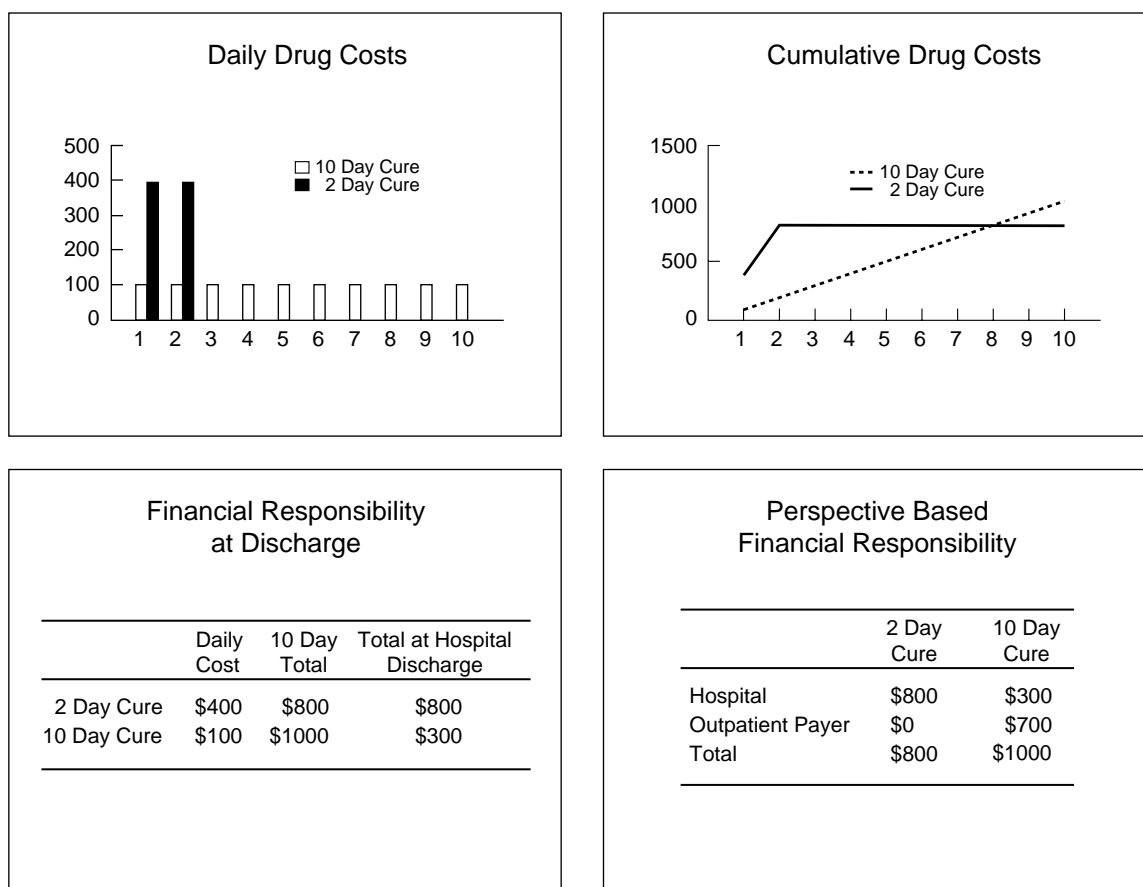 Daily Drug Costs
500
400
300
200
100
0
10 Day Cure
2 Day Cure
1 2 3 4 5 6 7 8 9 10
Cumulative Drug Costs
1500
1000
500
0
10 Day Cure
2 Day Cure
1 2 3 4 5 6 7 8 9 10
Financial Responsibility
at Discharge
Daily 10 Day Total at Hospital
Cost Total Discharge
2 Day Cure $400 $800 $800
10 Day Cure $100 $1000 $300
Perspective Based
Financial Responsibility
2 Day 10 Day
Cure Cure
Hospital $800 $300
Outpatient Payer $0 $700
Total $800 $1000